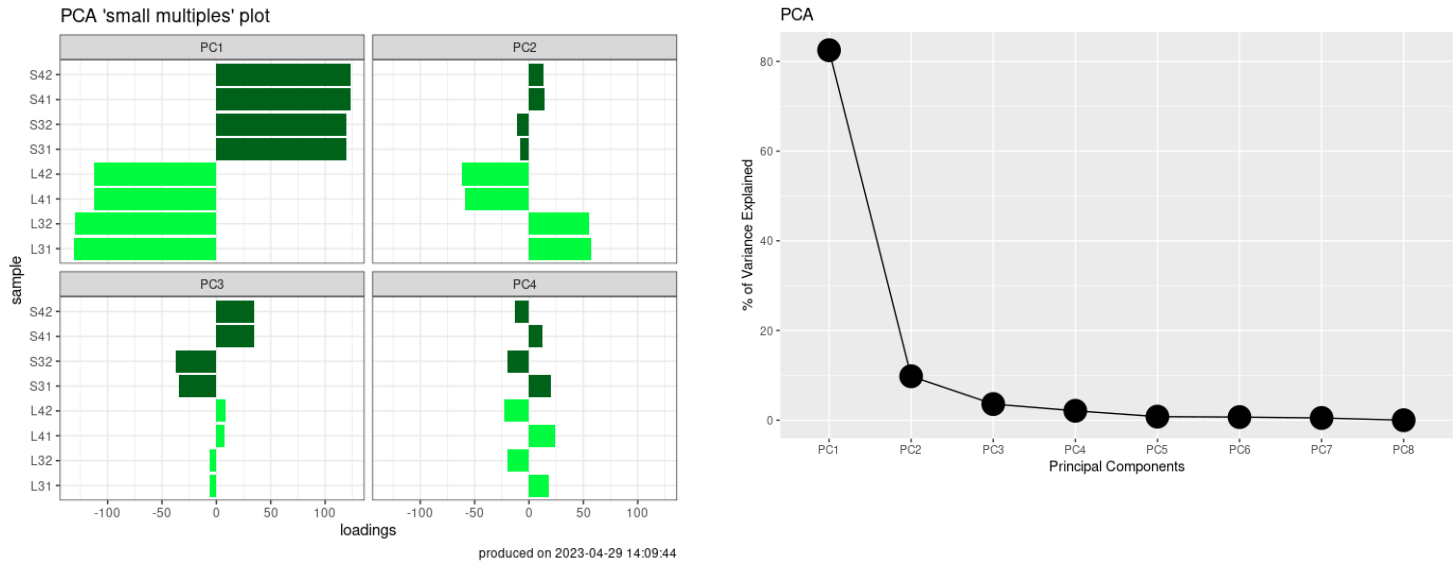 PCA 'small multiples' plot
PC1
PC2
S42
S41
S32
S31
L42
L41
L32
L31
PC3
PC4
S42
S41
S32
S31
L42
L41
L32
L31
sample
-100 -50 0 50 100
-100 -50 0 50 100
loadings
produced on 2023-04-29 14:09:44
PCA
% of Variance Explained
80
60
40
20
0
PC1 PC2 PC3 PC4 PC5 PC6 PC7 PC8
Principal Components